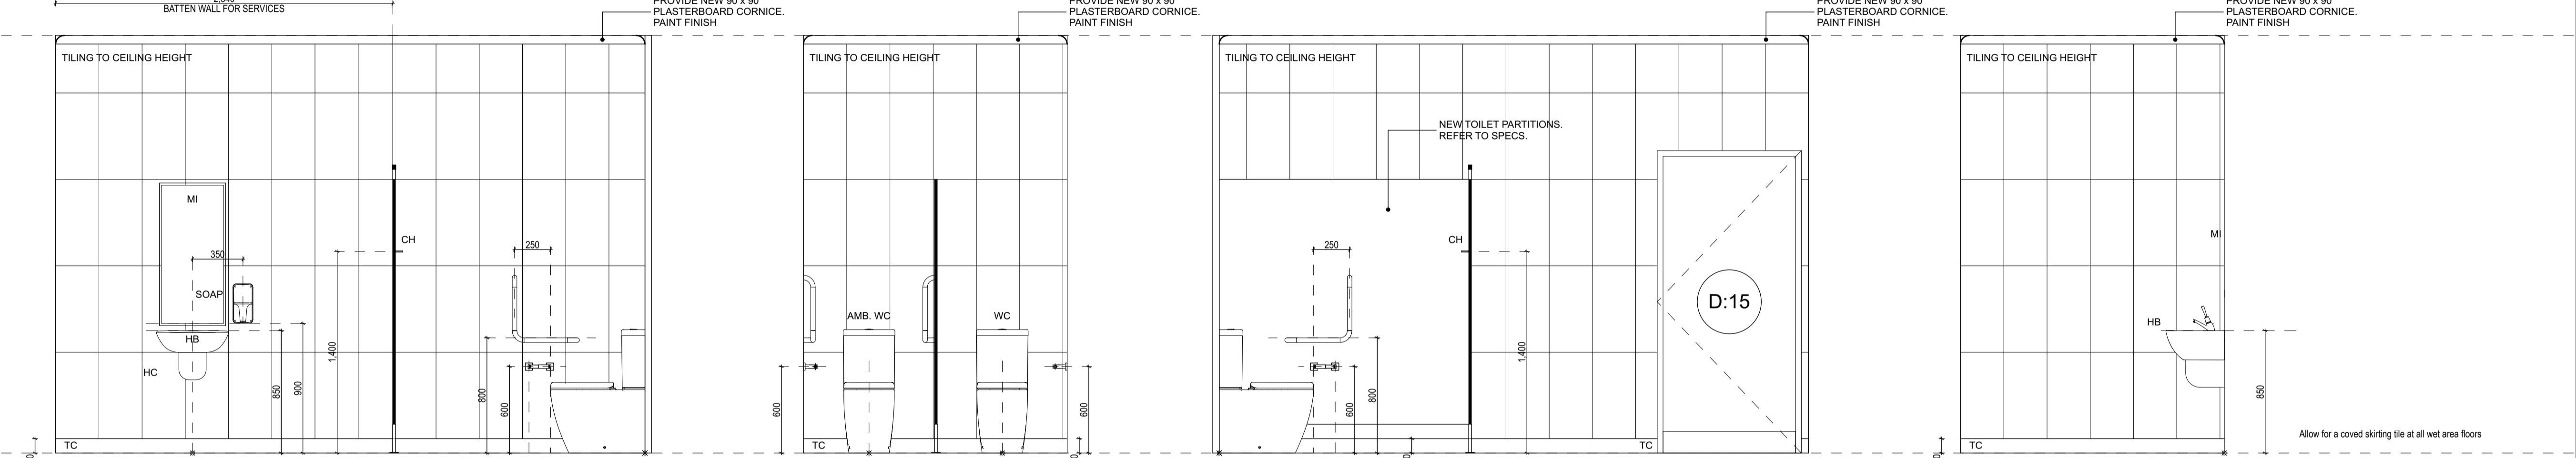 BATTEN WALL FOR SERVICES
PROVIDE NEW 90 x 90
PLASTERBOARD CORNICE.
PAINT FINISH
TILING TO CEILING HEIGHT
MI
350
SOAP
HB
HC
850
900
1,400
CH
250
800
600
TC
PROVIDE NEW 90 x 90
PLASTERBOARD CORNICE.
PAINT FINISH
TILING TO CEILING HEIGHT
AMB. WC
WC
600
600
TC
PROVIDE NEW 90 x 90
PLASTERBOARD CORNICE.
PAINT FINISH
TILING TO CEILING HEIGHT
NEW TOILET PARTITIONS.
REFER TO SPECS.
250
CH
600
800
1,400
D:15
TC
PROVIDE NEW 90 x 90
PLASTERBOARD CORNICE.
PAINT FINISH
TILING TO CEILING HEIGHT
MI
HB
850
TC
Allow for a coved skirting tile at all wet area floors